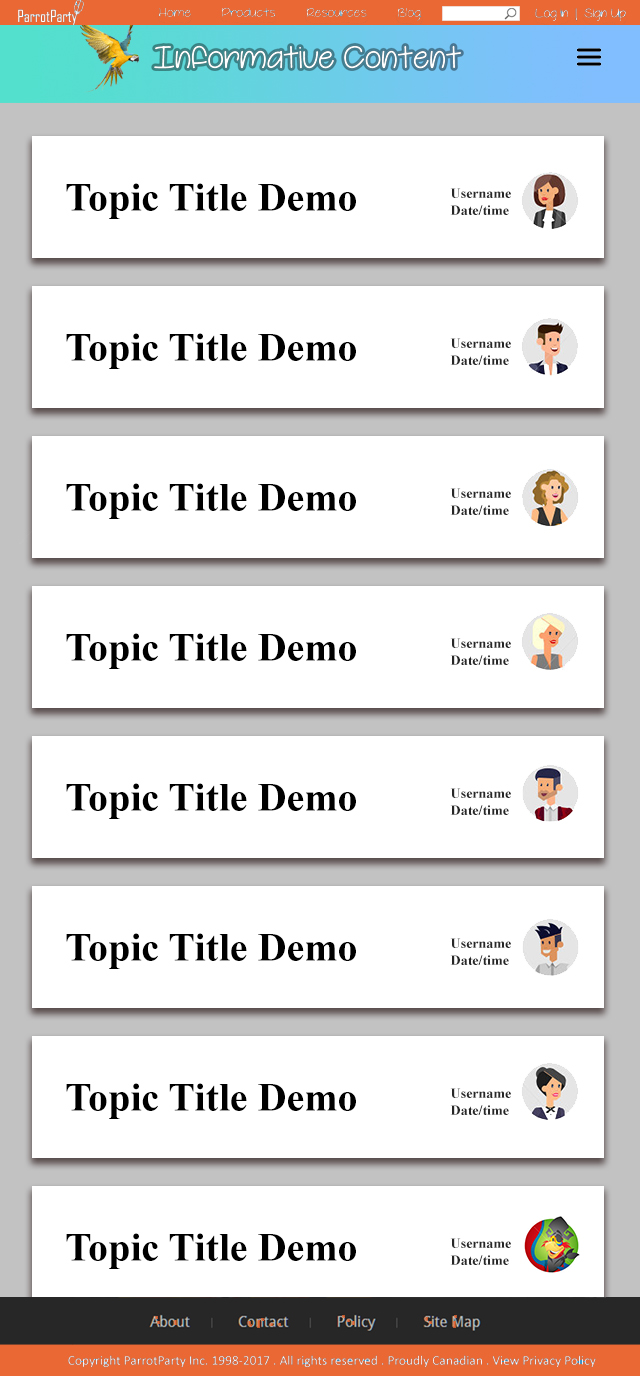 ParrotParty Home Products Resources Blog Log in | Sign Up
Informative Content
Topic Title Demo
Username
Date/time
Topic Title Demo
Username
Date/time
Topic Title Demo
Username
Date/time
Topic Title Demo
Username
Date/time
Topic Title Demo
Username
Date/time
Topic Title Demo
Username
Date/time
Topic Title Demo
Username
Date/time
Topic Title Demo
Username
Date/time
About | Contact | Policy | Site Map
Copyright ParrotParty Inc. 1998-2017 . All rights reserved . Proudly Canadian . View Privacy Policy